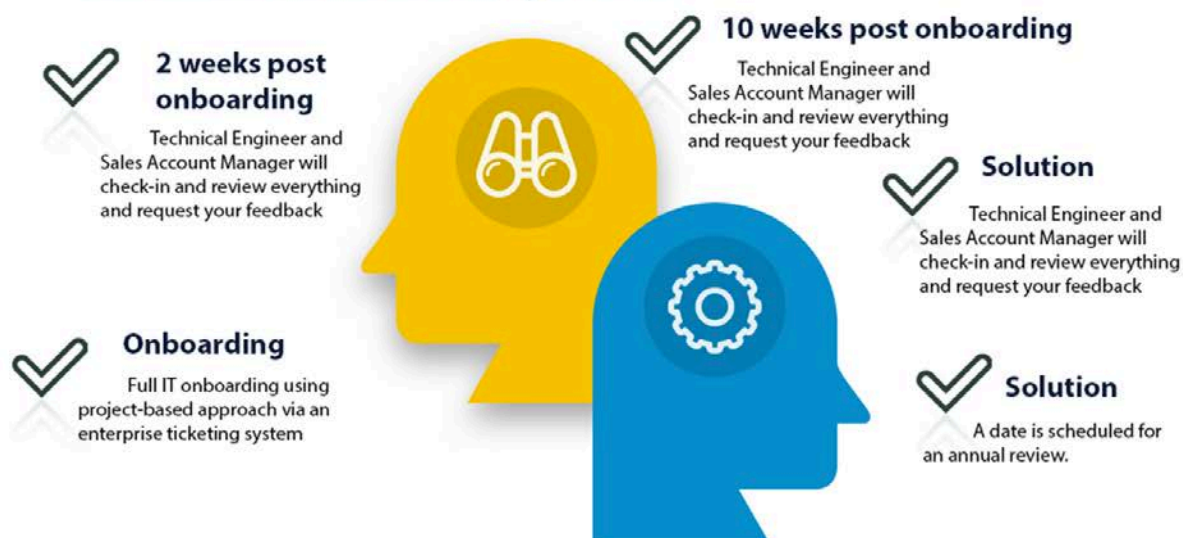 2 weeks post
onboarding
Technical Engineer and
Sales Account Manager will
check-in and review everything
and request your feedback
Onboarding
Full IT onboarding using
project-based approach via an
enterprise ticketing system
10 weeks post onboarding
Technical Engineer and
Sales Account Manager will
check-in and review everything
and request your feedback
Solution
Technical Engineer and
Sales Account Manager will
check-in and review everything
and request your feedback
Solution
A date is scheduled for
an annual review.